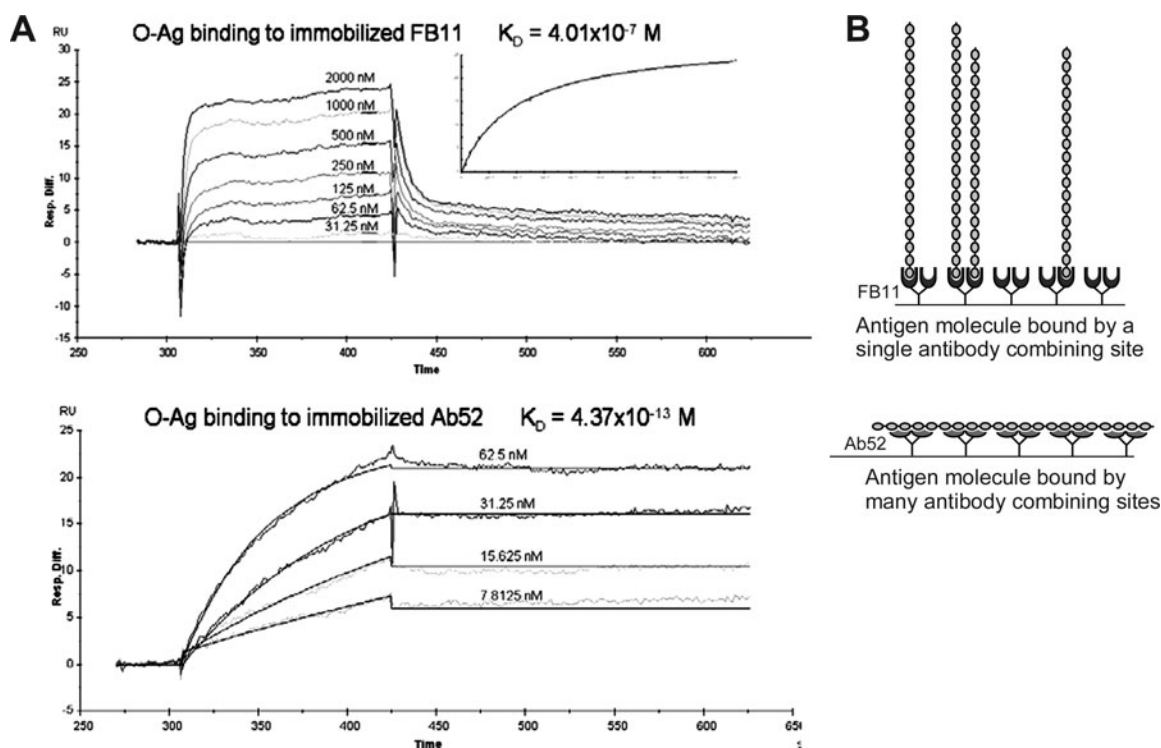 A
RU
O-Ag binding to immobilized FB11 K_D = 4.01x10⁻⁷ M
30
25
20
15
10
5
0
-5
-10
-15
Resp. Diff.
2000 nM
1000 nM
500 nM
250 nM
125 nM
62.5 nM
31.25 nM
250 300 350 400 450 500 550 600
Time
RU
O-Ag binding to immobilized Ab52 K_D = 4.37x10⁻¹³ M
25
20
15
10
5
0
-5
Resp. Diff.
62.5 nM
31.25 nM
15.625 nM
7.8125 nM
250 300 350 400 450 500 550 600 650
Time
B
FB11
Antigen molecule bound by a
single antibody combining site
Ab52
Antigen molecule bound by
many antibody combining sites